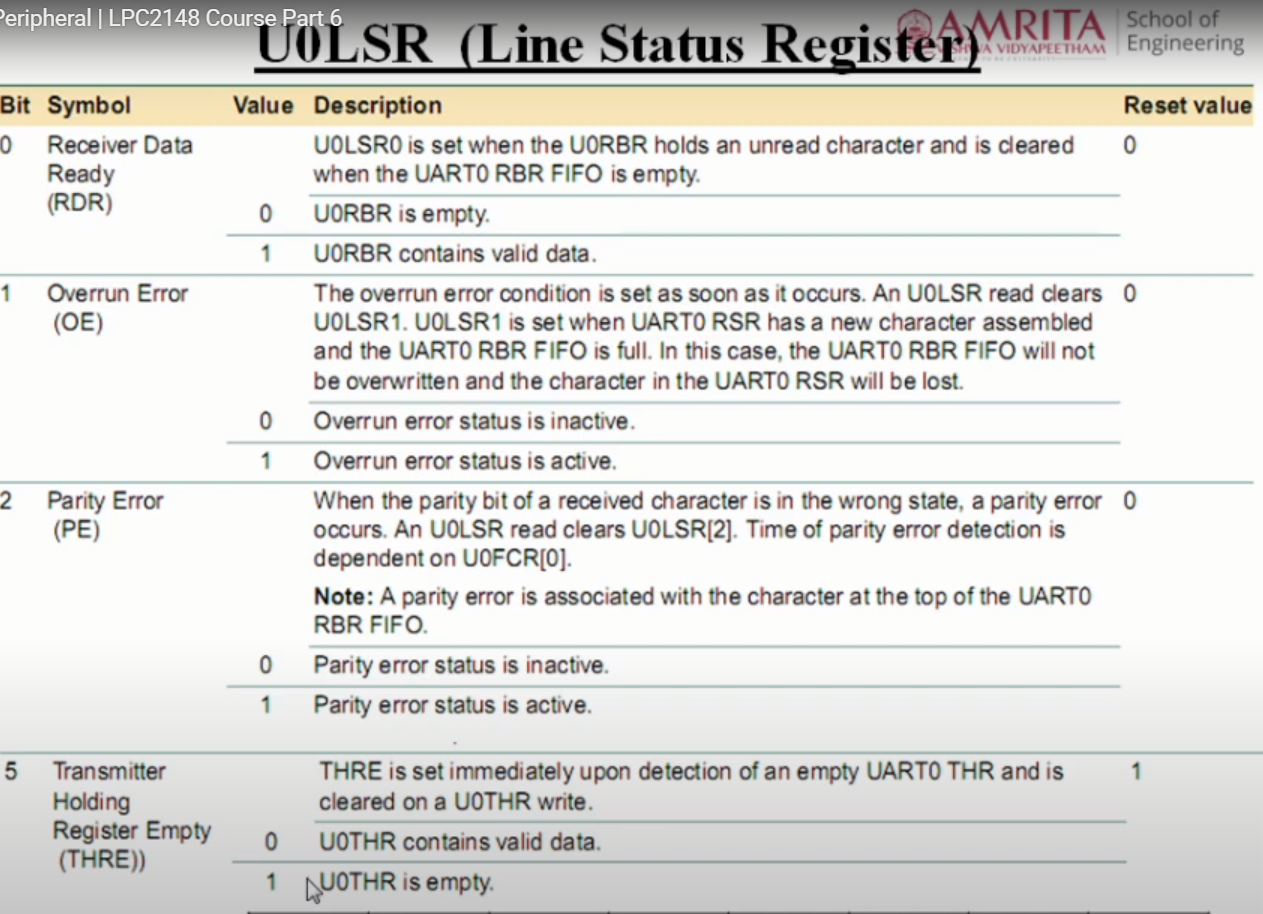 Peripheral | LPC2148 Course Part 6
U0LSR (Line Status Register)
AMRITA
VISHWA VIDYAPEETHAM
School of
Engineering
Bit Symbol Value Description Reset value
0 Receiver Data U0LSR0 is set when the U0RBR holds an unread character and is cleared 0
Ready when the UART0 RBR FIFO is empty.
(RDR)
0 U0RBR is empty.
1 U0RBR contains valid data.
1 Overrun Error The overrun error condition is set as soon as it occurs. An U0LSR read clears 0
(OE) U0LSR1. U0LSR1 is set when UART0 RSR has a new character assembled
and the UART0 RBR FIFO is full. In this case, the UART0 RBR FIFO will not
be overwritten and the character in the UART0 RSR will be lost.
0 Overrun error status is inactive.
1 Overrun error status is active.
2 Parity Error When the parity bit of a received character is in the wrong state, a parity error 0
(PE) occurs. An U0LSR read clears U0LSR[2]. Time of parity error detection is
dependent on U0FCR[0].
Note: A parity error is associated with the character at the top of the UART0
RBR FIFO.
0 Parity error status is inactive.
1 Parity error status is active.
5 Transmitter THRE is set immediately upon detection of an empty UART0 THR and is 1
Holding cleared on a U0THR write.
Register Empty
(THRE))
0 U0THR contains valid data.
1 U0THR is empty.